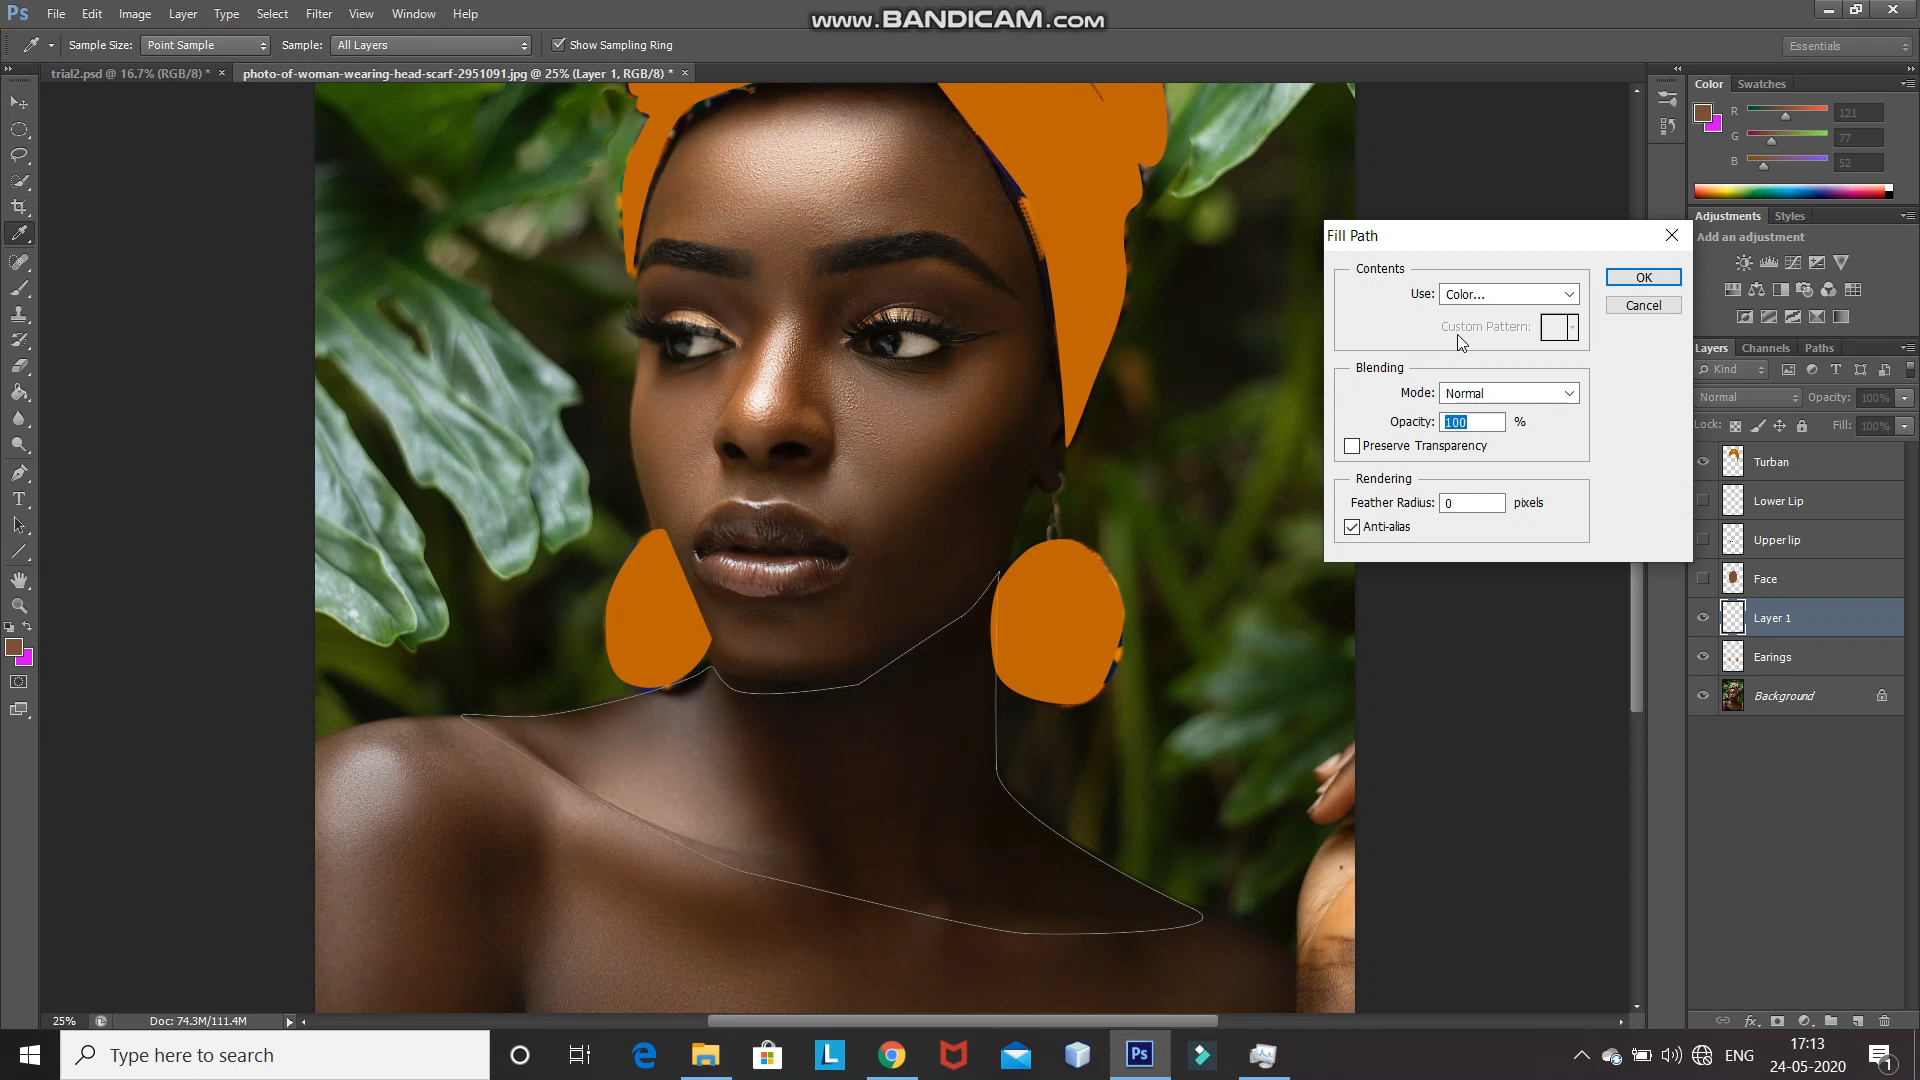 Ps File Edit Image Layer Type Select Filter View Window Help
www.BANDICAM.com
Sample Size: Point Sample Sample: All Layers Show Sampling Ring Essentials
trial2.psd @ 16.7% (RGB/8) * × photo-of-woman-wearing-head-scarf-2951091.jpg @ 25% (Layer 1, RGB/8) * ×
Color Swatches
R 121
G 77
B 52
Adjustments Styles
Add an adjustment
Fill Path
Contents
Use: Color...
Custom Pattern:
OK
Cancel
Blending
Mode: Normal
Opacity: 100 %
Preserve Transparency
Rendering
Feather Radius: 0 pixels
Anti-alias
Layers Channels Paths
Kind
Normal Opacity: 100%
Lock: Fill: 100%
Turban
Lower Lip
Upper lip
Face
Layer 1
Earings
Background
fx
T
25% Doc: 74.3M/111.4M
Type here to search
L
Ps
ENG
17:13
24-05-2020
1